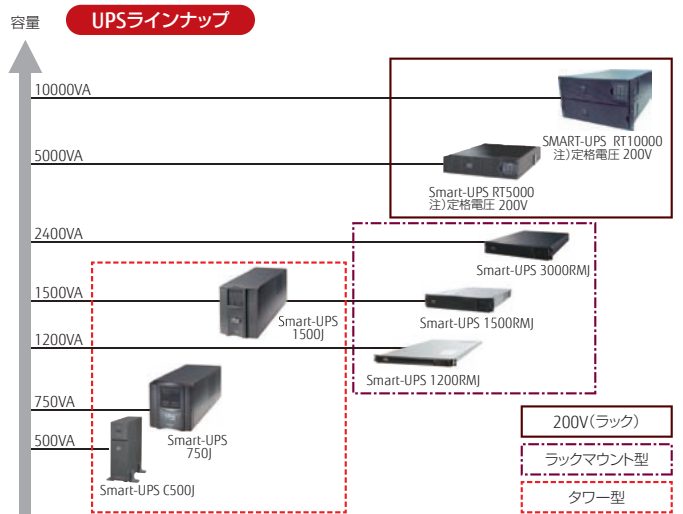 容量
UPSラインナップ
10000VA
SMART-UPS RT10000
注)定格電圧 200V
5000VA
Smart-UPS RT5000
注)定格電圧 200V
2400VA
Smart-UPS 3000RMJ
1500VA
Smart-UPS
1500J
Smart-UPS 1500RMJ
1200VA
Smart-UPS 1200RMJ
750VA
Smart-UPS
750J
500VA
Smart-UPS C500J
200V(ラック)
ラックマウント型
タワー型